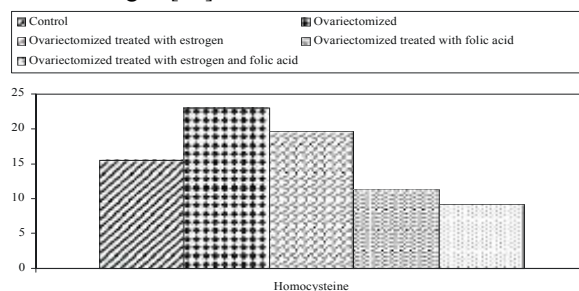 Control
Ovariectomized
Ovariectomized treated with estrogen
Ovariectomized treated with folic acid
Ovariectomized treated with estrogen and folic acid
25
20
15
10
5
0
Homocysteine